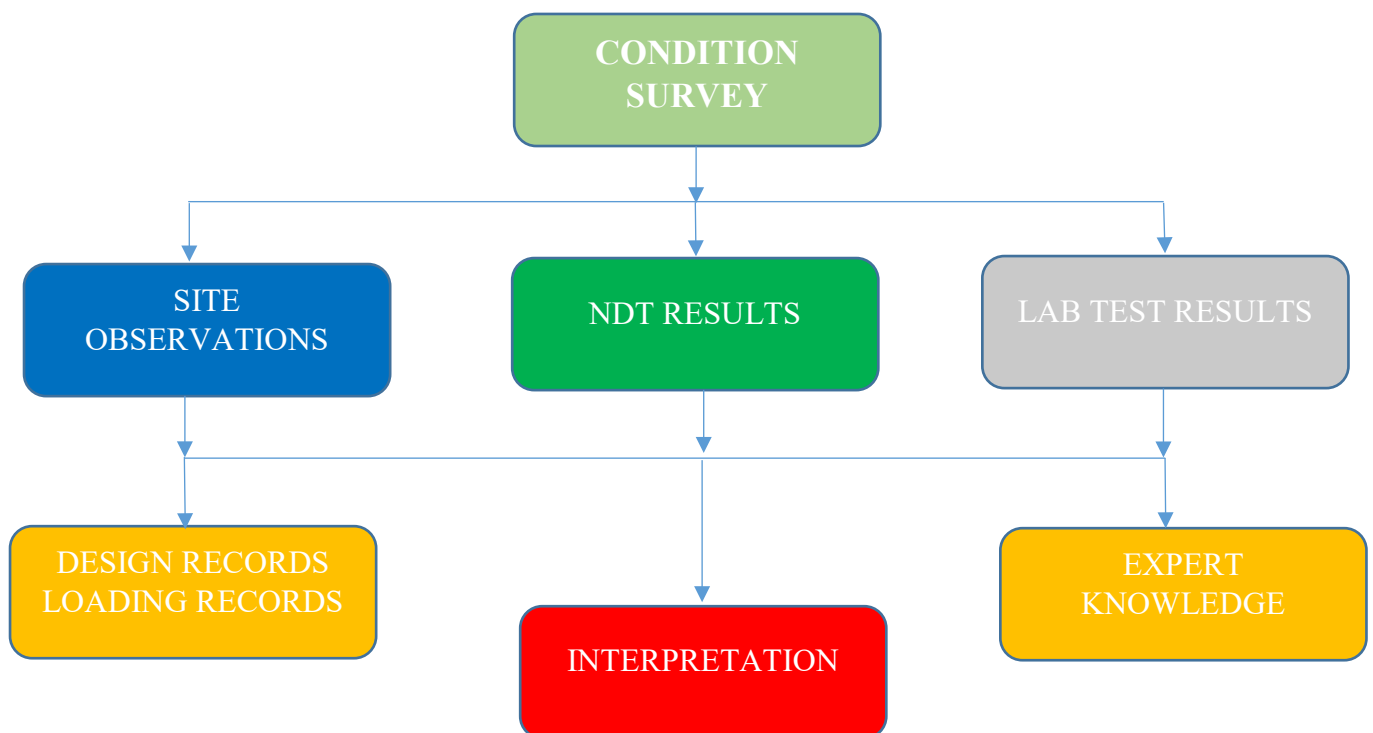 CONDITION
SURVEY
SITE
OBSERVATIONS
NDT RESULTS
LAB TEST RESULTS
DESIGN RECORDS
LOADING RECORDS
EXPERT
KNOWLEDGE
INTERPRETATION